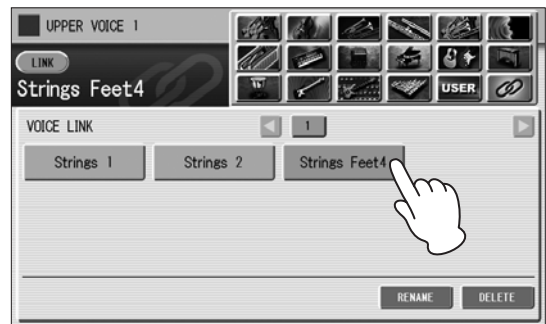 UPPER VOICE 1
LINK
Strings Feet4
USER
VOICE LINK
1
Strings 1
Strings 2
Strings Feet4
RENAME
DELETE